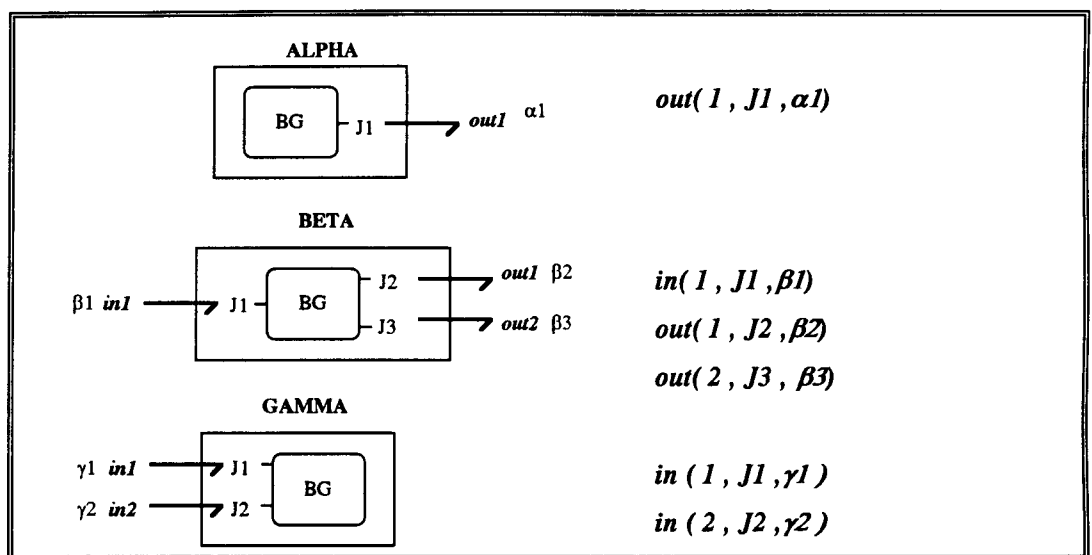 ALPHA
BG
J1
out1 α1
out( 1 , J1 , α1)
BETA
β1 in1
J1
BG
J2
J3
out1 β2
out2 β3
in( 1 , J1 , β1)
out( 1 , J2 , β2)
out( 2 , J3 , β3)
GAMMA
γ1 in1
γ2 in2
J1
J2
BG
in ( 1 , J1 , γ1 )
in ( 2 , J2 , γ2 )